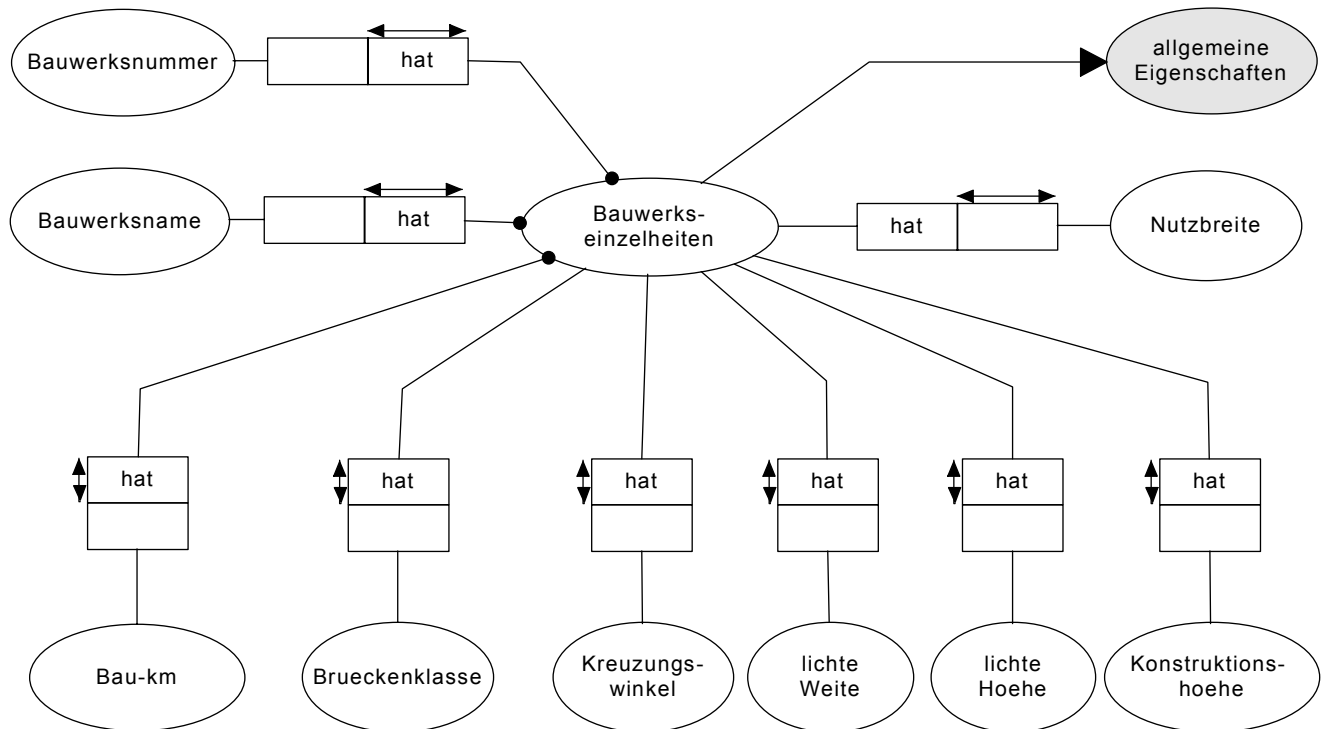 Bauwerksnummer
hat
allgemeine
Eigenschaften
Bauwerksname
hat
Bauwerks-
einzelheiten
hat
Nutzbreite
hat
hat
hat
hat
hat
hat
Bau-km
Brueckenklasse
Kreuzungs-
winkel
lichte
Weite
lichte
Hoehe
Konstruktions-
hoehe